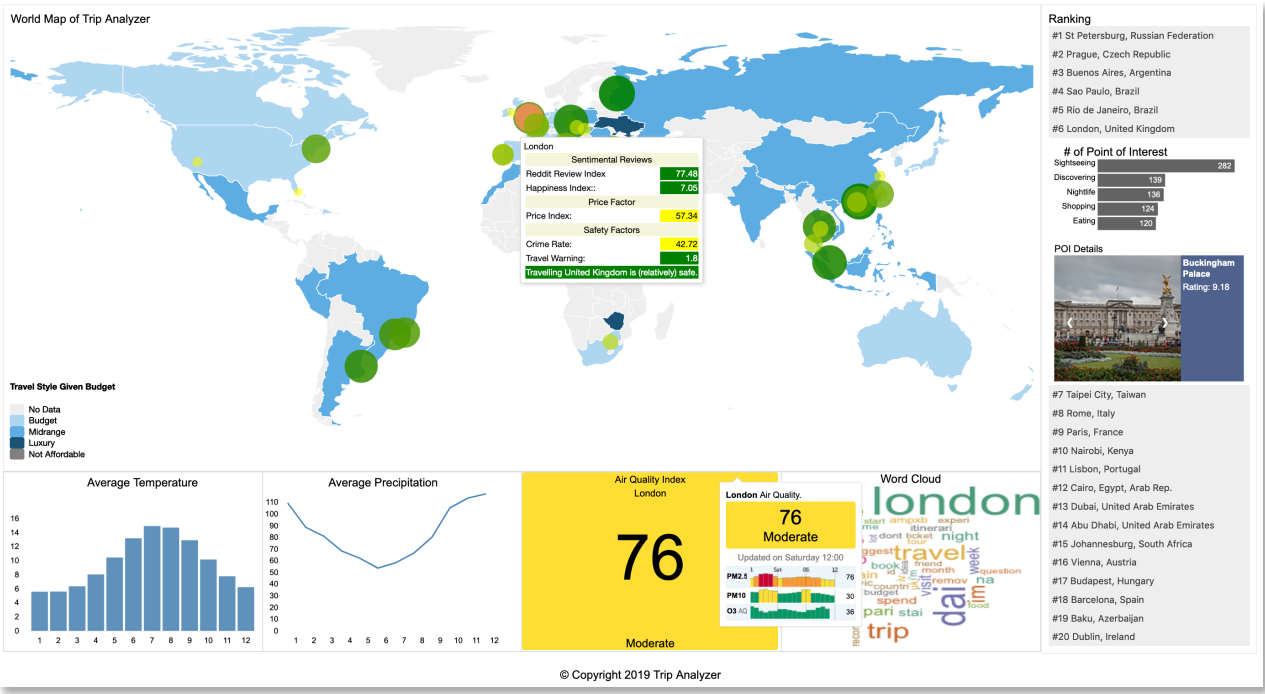 World Map of Trip Analyzer
London
Sentimental Reviews
Reddit Review Index 77.48
Happiness Index:: 7.05
Price Factor
Price Index: 57.34
Safety Factors
Crime Rate: 42.72
Travel Warning: 1.8
Travelling United Kingdom is (relatively) safe.
Travel Style Given Budget
No Data
Budget
Midrange
Luxury
Not Affordable
Ranking
#1 St Petersburg, Russian Federation
#2 Prague, Czech Republic
#3 Buenos Aires, Argentina
#4 Sao Paulo, Brazil
#5 Rio de Janeiro, Brazil
#6 London, United Kingdom
# of Point of Interest
Sightseeing 282
Discovering 139
Nightlife 136
Shopping 124
Eating 120
POI Details
Buckingham
Palace
Rating: 9.18
#7 Taipei City, Taiwan
#8 Rome, Italy
#9 Paris, France
#10 Nairobi, Kenya
#11 Lisbon, Portugal
#12 Cairo, Egypt, Arab Rep.
#13 Dubai, United Arab Emirates
#14 Abu Dhabi, United Arab Emirates
#15 Johannesburg, South Africa
#16 Vienna, Austria
#17 Budapest, Hungary
#18 Barcelona, Spain
#19 Baku, Azerbaijan
#20 Dublin, Ireland
Average Temperature
16
14
12
10
8
6
4
2
0
1 2 3 4 5 6 7 8 9 10 11 12
Average Precipitation
110
100
90
80
70
60
50
40
30
20
10
0
1 2 3 4 5 6 7 8 9 10 11 12
Air Quality Index
London
76
Moderate
London Air Quality.
76
Moderate
Updated on Saturday 12:00
1 Sat 06 12
PM2.5 76
PM10 30
O3 AQ 36
Word Cloud
london
start ampxb experi
me itinerari
lot dont ticket night
tour
ggest travel week
book idea friend
id month question
visit remov na
countri
budget
spend dai im food
pari stai
trip
recor
© Copyright 2019 Trip Analyzer